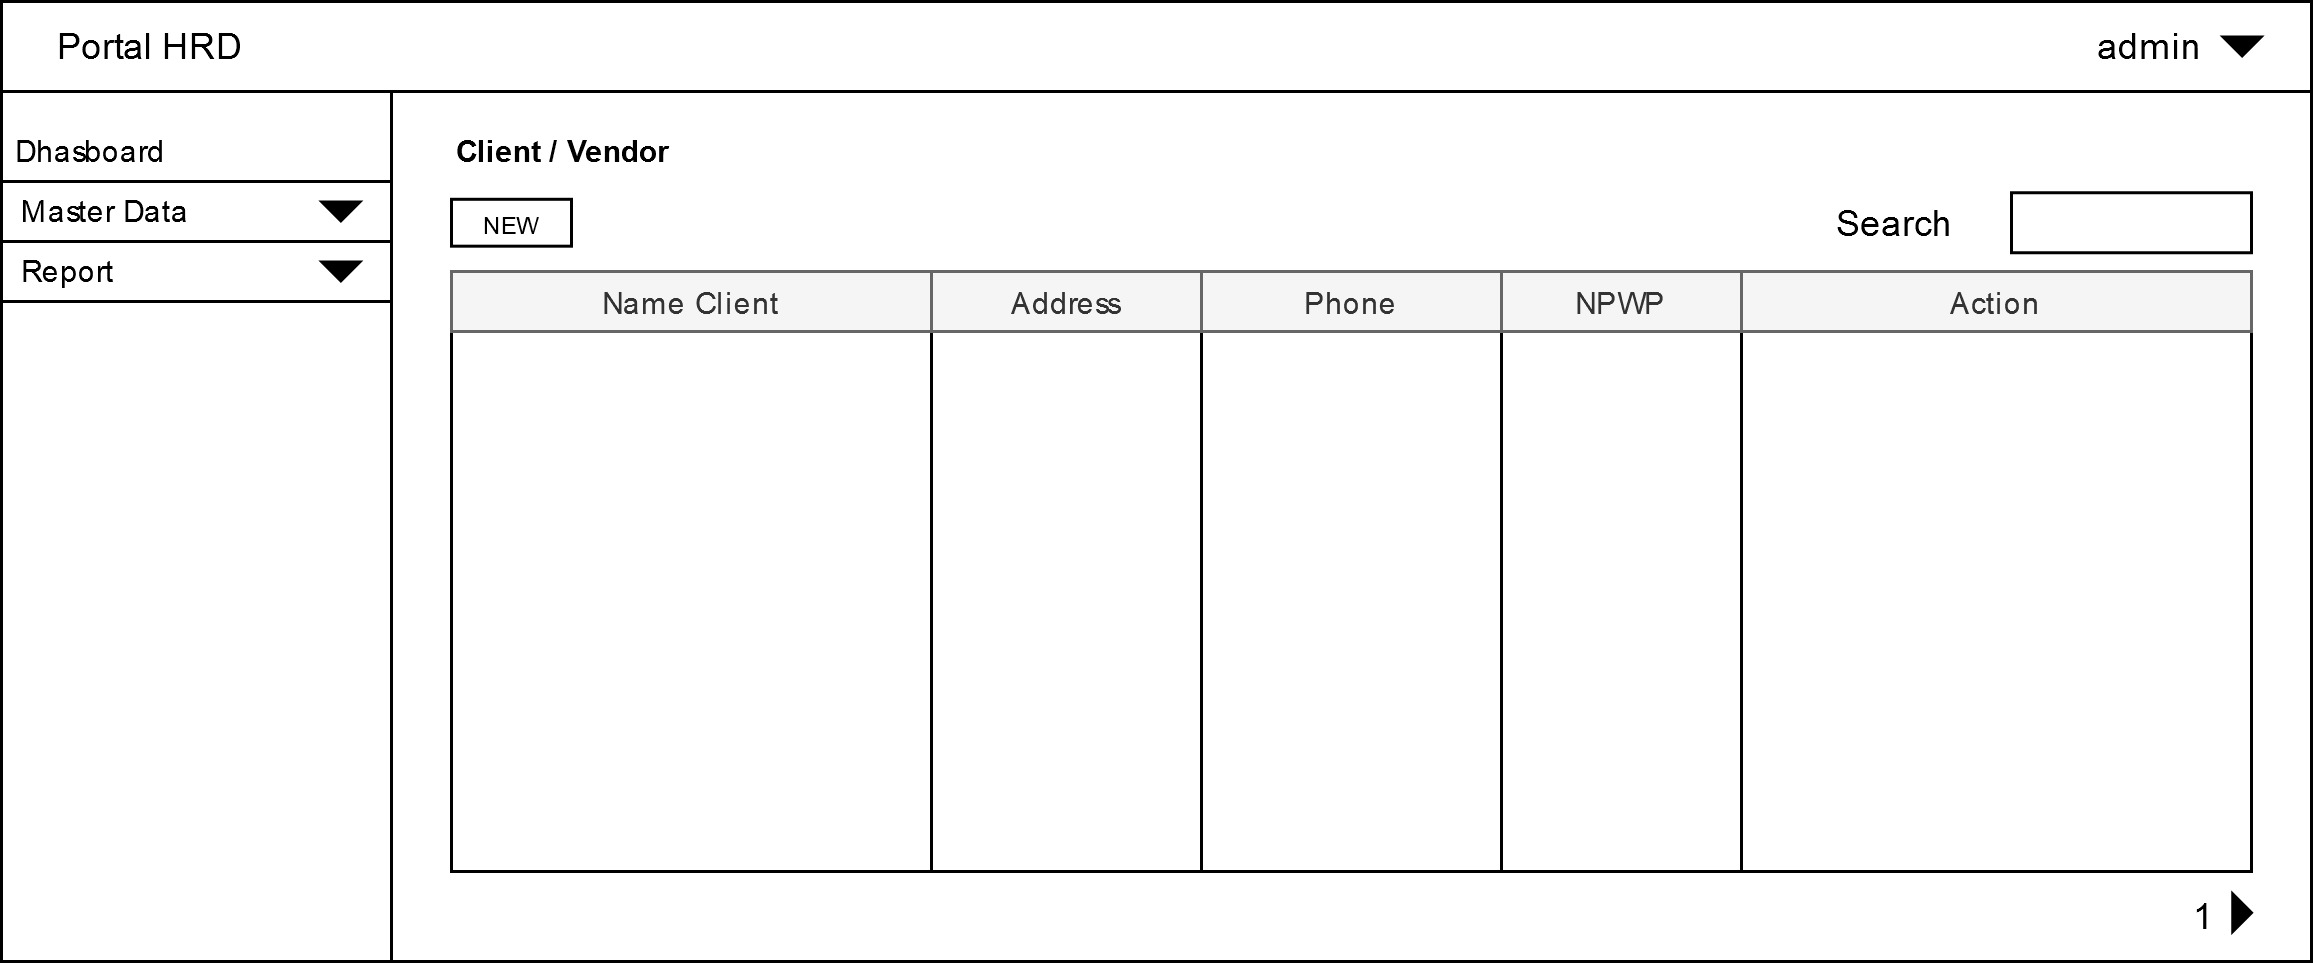 Portal HRD
admin
Dhasboard
Master Data
Report
Client / Vendor
NEW
Search
Name Client
Address
Phone
NPWP
Action
1